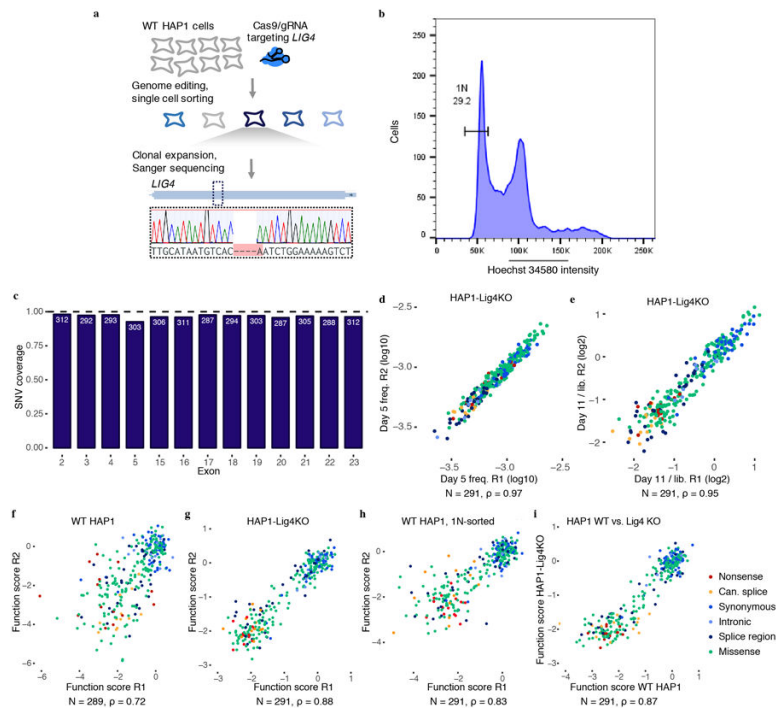 a
WT HAP1 cells
Cas9/gRNA
targeting LIG4
Genome editing,
single cell sorting
Clonal expansion,
Sanger sequencing
LIG4
TTGCATAATGTCAC-----AATCTGGAAAAAGTCT
b
Cells
250
200
150
100
50
0
1N
29.2
0
50K
100K
150K
200K
250K
Hoechst 34580 intensity
c
SNV coverage
1.00
0.75
0.50
0.25
0.00
312 292 293 303 306 311 287 294 303 287 305 288 312
2 3 4 5 15 16 17 18 19 20 21 22 23
Exon
d
HAP1-Lig4KO
Day 5 freq. R2 (log10)
−2.5
−3.0
−3.5
−3.5 −3.0 −2.5
Day 5 freq. R1 (log10)
N = 291, ρ = 0.97
e
HAP1-Lig4KO
Day 11 / lib. R2 (log2)
1
0
−1
−2
−2 −1 0 1
Day 11 / lib. R1 (log2)
N = 291, ρ = 0.95
f
WT HAP1
Function score R2
0
−2
−4
−6
−6 −4 −2 0
Function score R1
N = 289, ρ = 0.72
g
HAP1-Lig4KO
Function score R2
1
0
−1
−2
−3
−3 −2 −1 0 1
Function score R1
N = 291, ρ = 0.88
h
WT HAP1, 1N-sorted
Function score R2
0
−2
−4
−4 −3 −2 −1 0
Function score R1
N = 291, ρ = 0.83
i
HAP1 WT vs. Lig4 KO
Function score HAP1-Lig4KO
1
0
−1
−2
−3
−4 −3 −2 −1 0 1 2
Function score WT HAP1
N = 291, ρ = 0.87
Nonsense
Can. splice
Synonymous
Intronic
Splice region
Missense